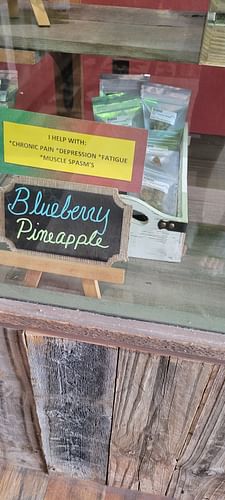 I HELP WITH:
*CHRONIC PAIN *DEPRESSION *FATIGUE
*MUSCLE SPASM'S
Blueberry
Pineapple